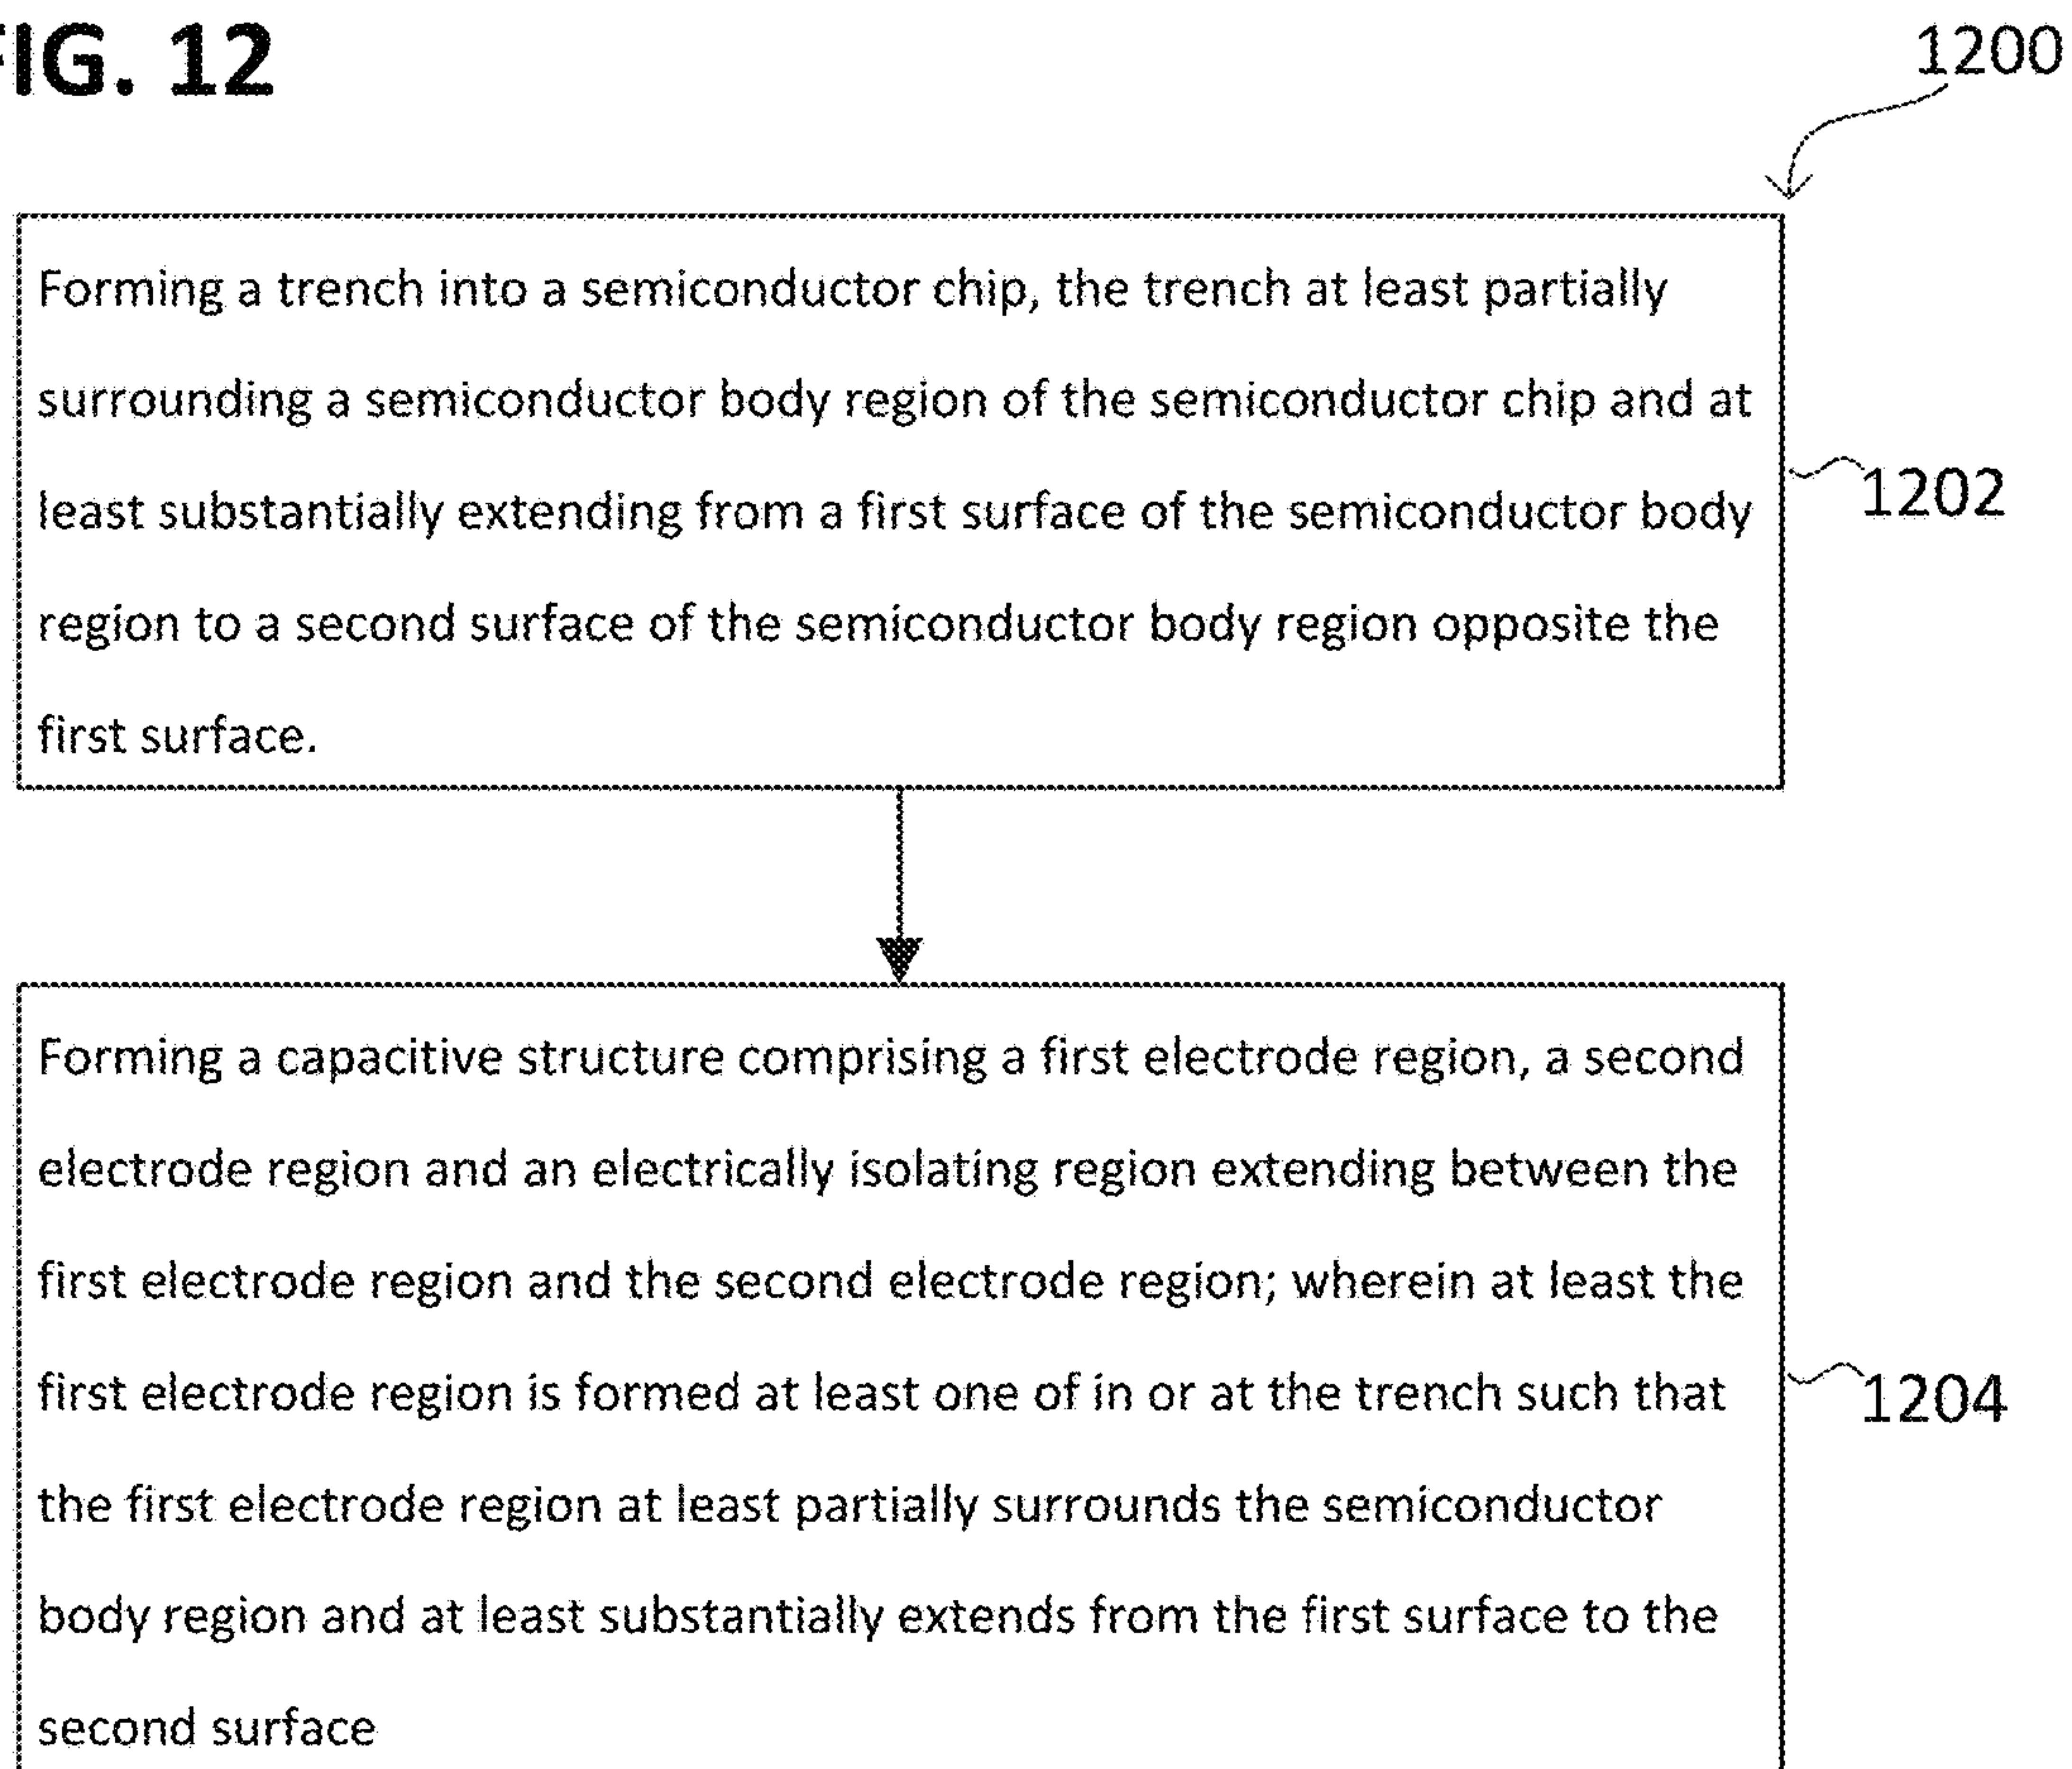 FIG. 12
1200
Forming a trench into a semiconductor chip, the trench at least partially
surrounding a semiconductor body region of the semiconductor chip and at
least substantially extending from a first surface of the semiconductor body
region to a second surface of the semiconductor body region opposite the
first surface.
1202
Forming a capacitive structure comprising a first electrode region, a second
electrode region and an electrically isolating region extending between the
first electrode region and the second electrode region; wherein at least the
first electrode region is formed at least one of in or at the trench such that
the first electrode region at least partially surrounds the semiconductor
body region and at least substantially extends from the first surface to the
second surface
1204